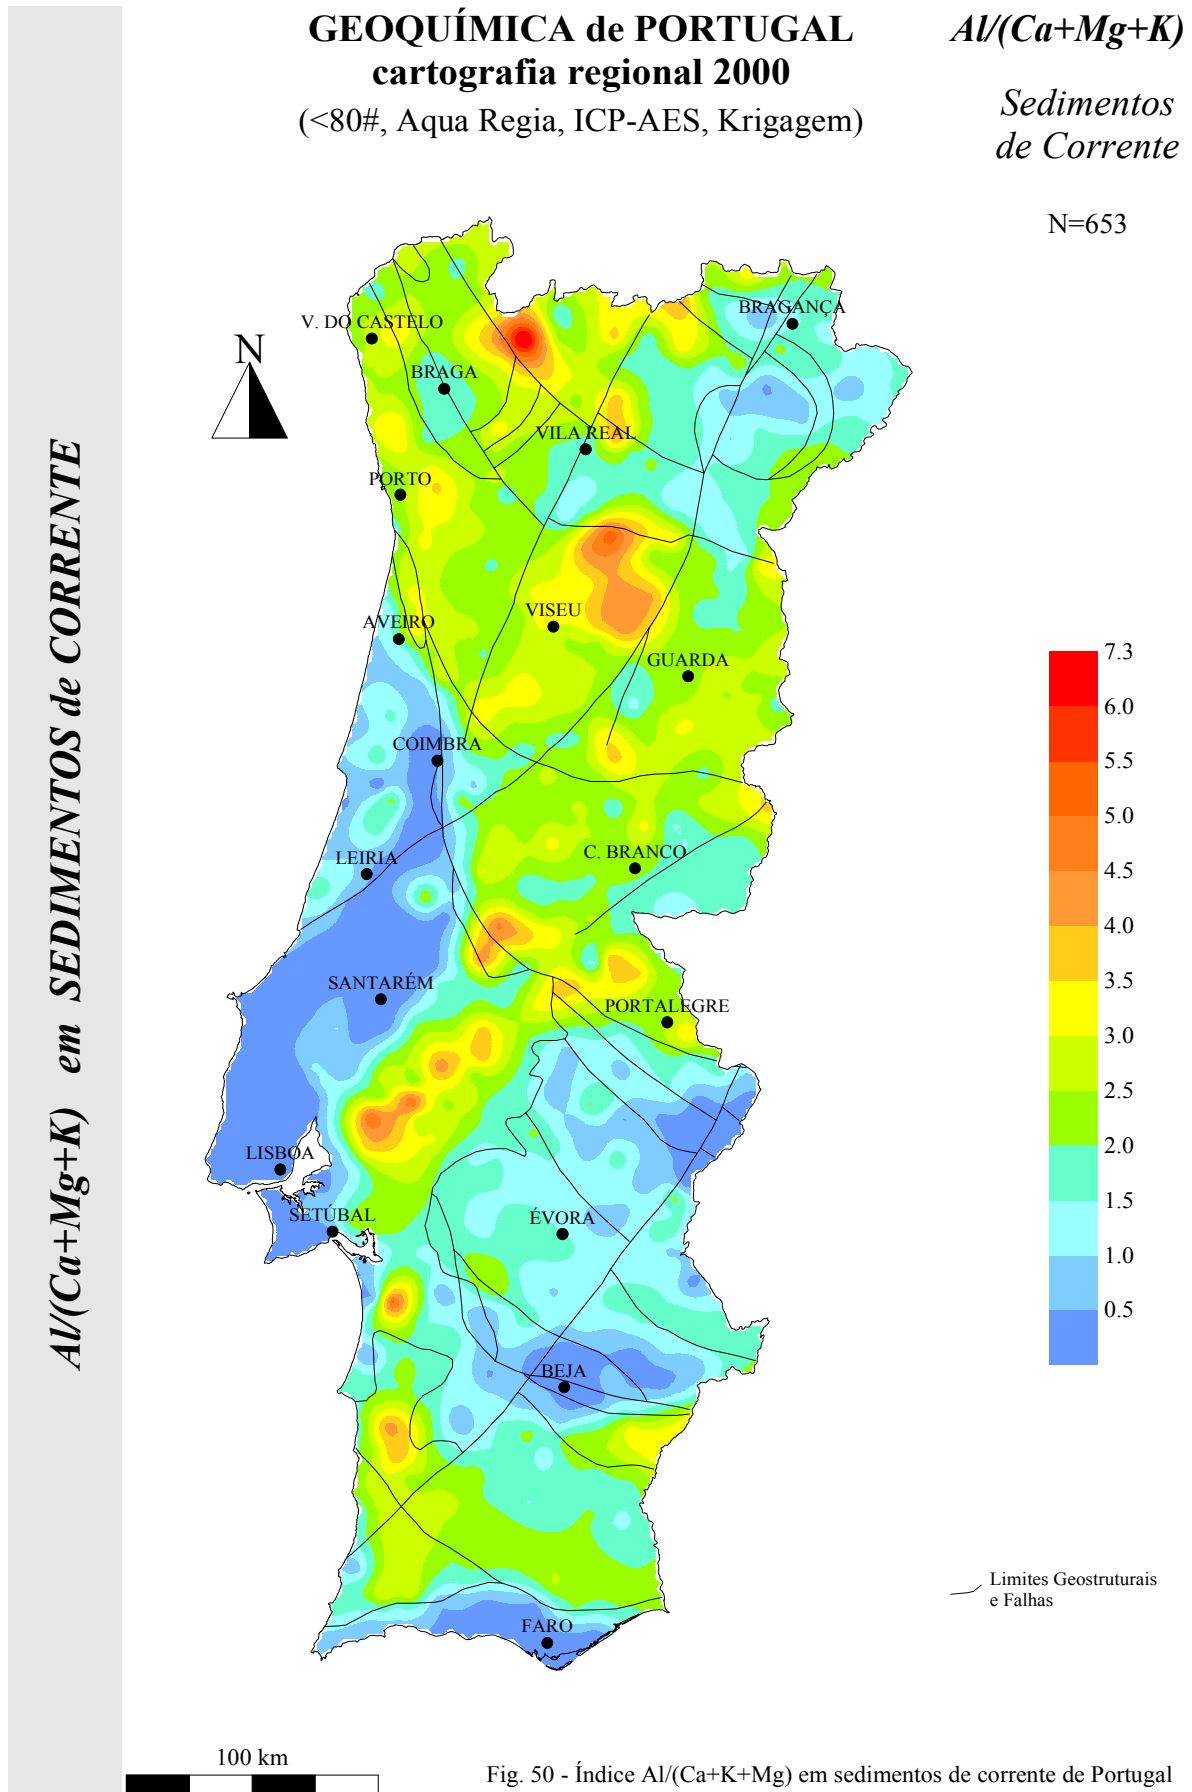 GEOQUÍMICA de PORTUGAL
cartografia regional 2000
(<80#, Aqua Regia, ICP-AES, Krigagem)
Al/(Ca+Mg+K)
Sedimentos
de Corrente
N=653
Al/(Ca+Mg+K) em SEDIMENTOS de CORRENTE
N
V. DO CASTELO
BRAGANÇA
BRAGA
VILA REAL
PORTO
VISEU
AVEIRO
GUARDA
COIMBRA
LEIRIA
C. BRANCO
SANTARÉM
PORTALEGRE
LISBOA
SETÚBAL
ÉVORA
BEJA
FARO
7.3
6.0
5.5
5.0
4.5
4.0
3.5
3.0
2.5
2.0
1.5
1.0
0.5
Limites Geostruturais
e Falhas
100 km
Fig. 50 - Índice Al/(Ca+K+Mg) em sedimentos de corrente de Portugal